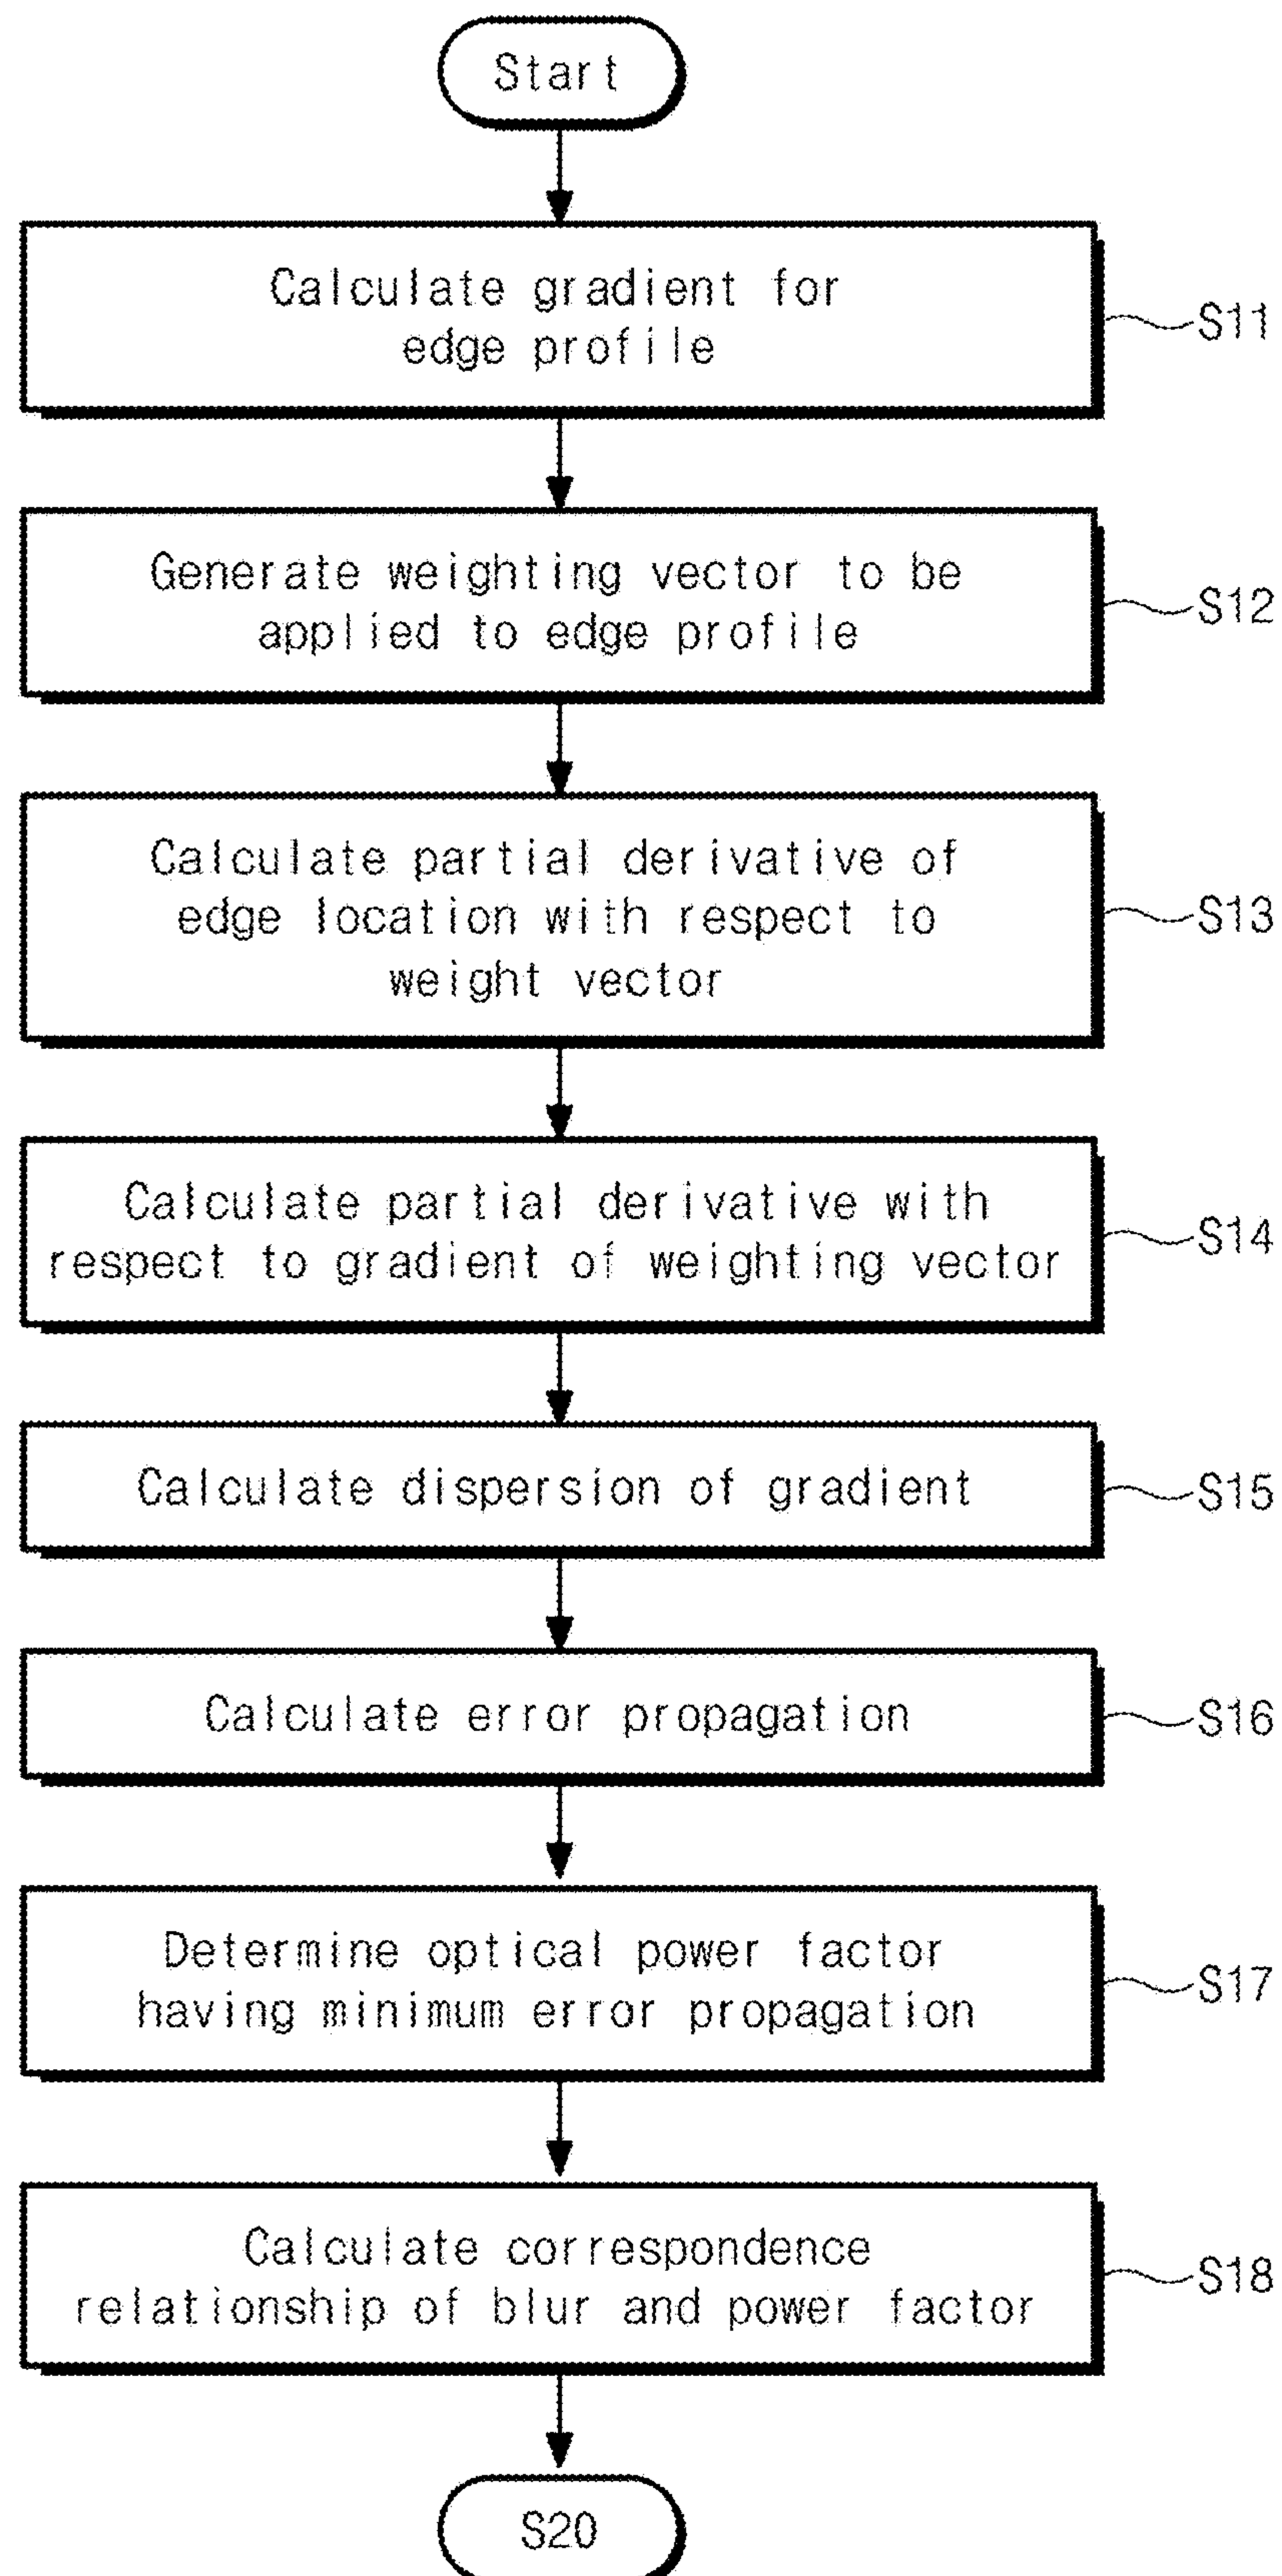 Start
Calculate gradient for
edge profile
S11
Generate weighting vector to be
applied to edge profile
S12
Calculate partial derivative of
edge location with respect to
weight vector
S13
Calculate partial derivative with
respect to gradient of weighting vector
S14
Calculate dispersion of gradient
S15
Calculate error propagation
S16
Determine optical power factor
having minimum error propagation
S17
Calculate correspondence
relationship of blur and power factor
S18
S20